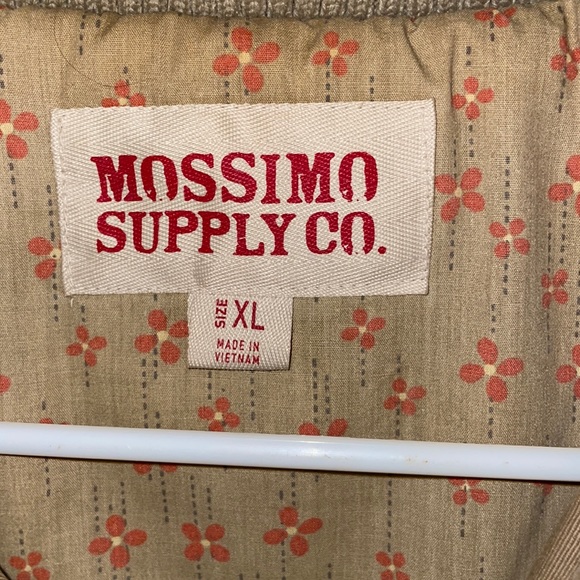 MOSSIMO
SUPPLY CO.
SIZE XL
MADE IN
VIETNAM